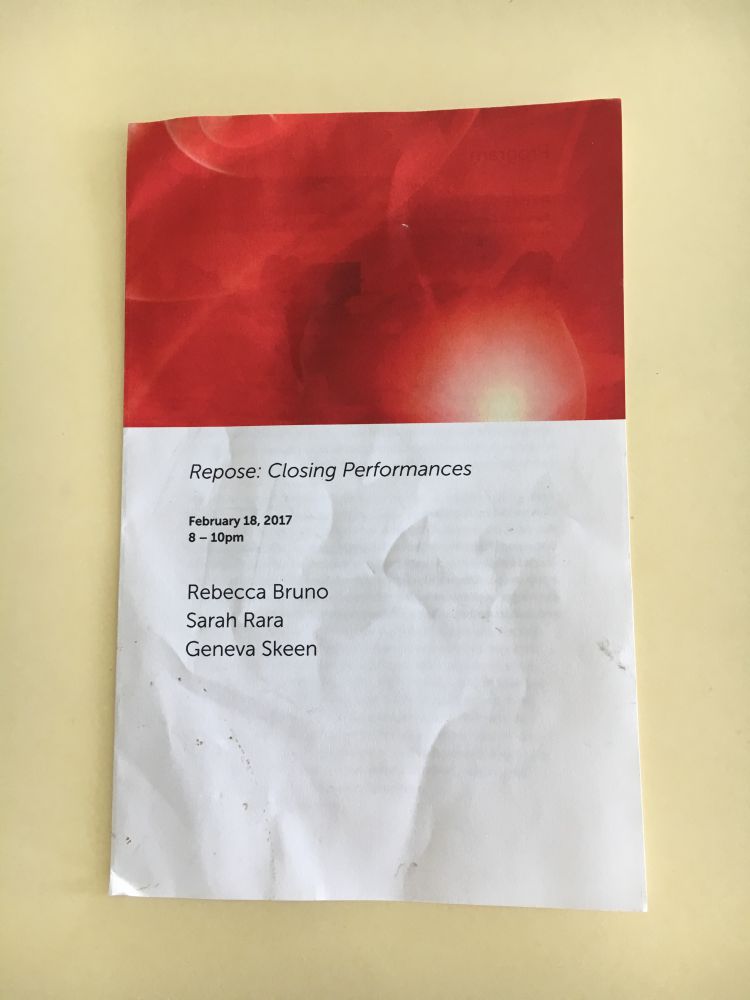 Repose: Closing Performances
February 18, 2017
8 – 10pm
Rebecca Bruno
Sarah Rara
Geneva Skeen